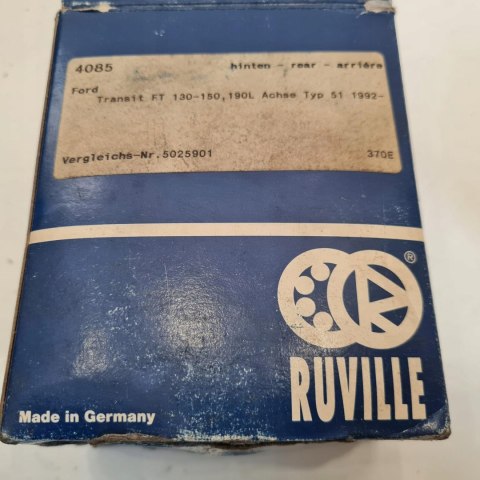 4085 hinten - rear - arriére
Ford
Transit FT 130-150,190L Achse Typ 51 1992-
Vergleichs-Nr.5025901 370E
®
RUVILLE
Made in Germany